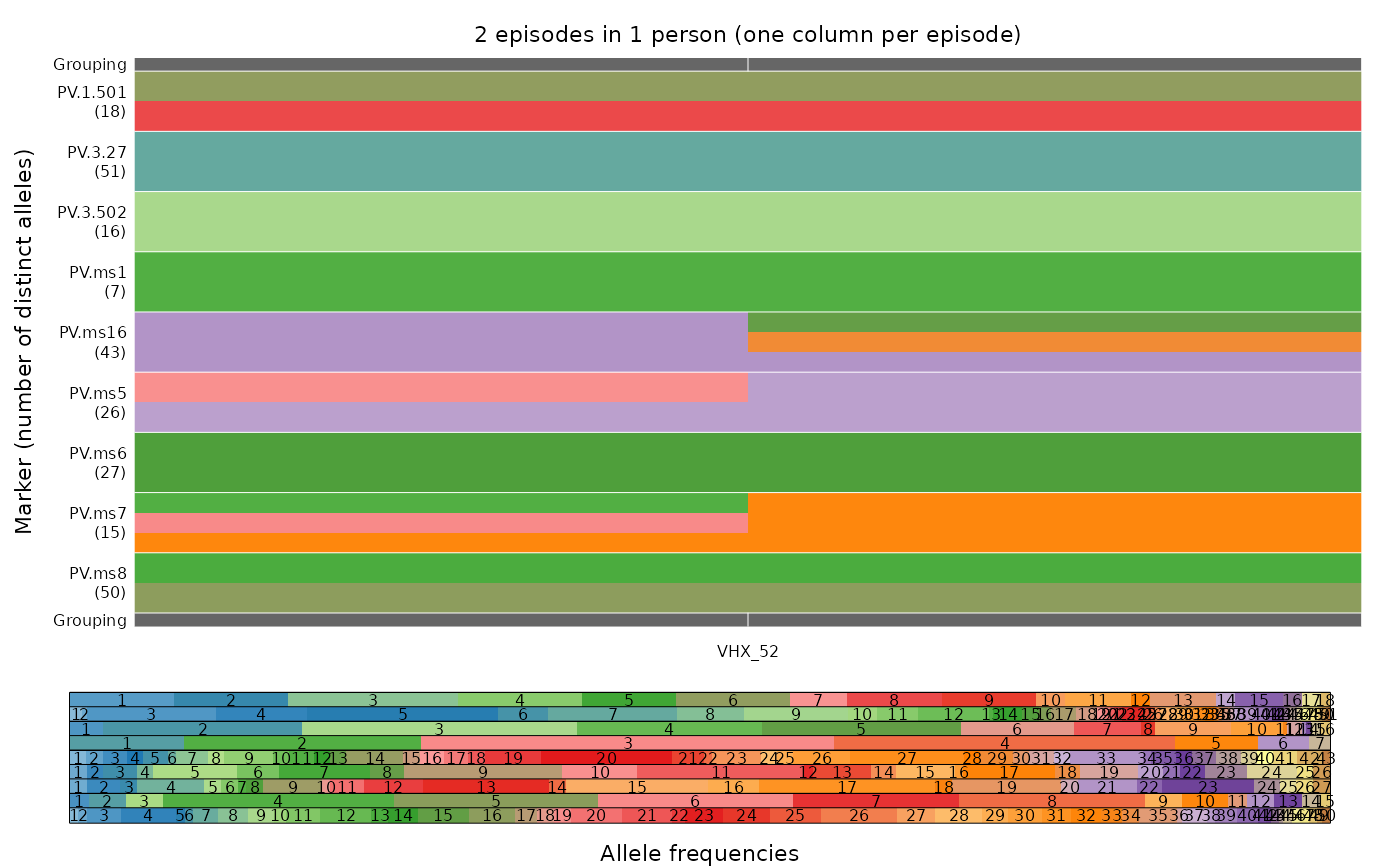 2 episodes in 1 person (one column per episode)
Grouping
PV.1.501
(18)
PV.3.27
(51)
PV.3.502
(16)
PV.ms1
(7)
PV.ms16
(43)
PV.ms5
(26)
PV.ms6
(27)
PV.ms7
(15)
PV.ms8
(50)
Grouping
Marker (number of distinct alleles)
VHX_52
1 2 3 4 5 6 7 8 9 10 11 12 13 14 15 16 17 18
1 2 3 4 5 6 7 8 9 10 11 12 13 14 15 16 17 18
1 2 3 4 5 6 7 8 9 10 11 12 13
1 2 3 4 5 6 7
1 2 3 4 5 6 7 8 9 10 11 12 13 14 15 16 17 18 19 20 21 22 23 24 25 26 27 28 29 30 31 32 33 34 35 36 37 38 39 40 41 42 43
1 2 3 4 5 6 7 8 9 10 11 12 13 14 15 16 17 18 19 20 21 22 23 24 25 26
1 2 3 4 5 6 7 8 9 10 11 12 13 14 15 16 17 18 19 20 21 22 23 24 25 26 27
1 2 3 4 5 6 7 8 9 10 11 12 13 14 15
1 2 3 4 5 6 7 8 9 10 11 12 13 14 15 16 17 18 19 20 21 22 23 24 25 26 27 28 29 30 31 32 33 34 35 36 37 38 39 40
Allele frequencies